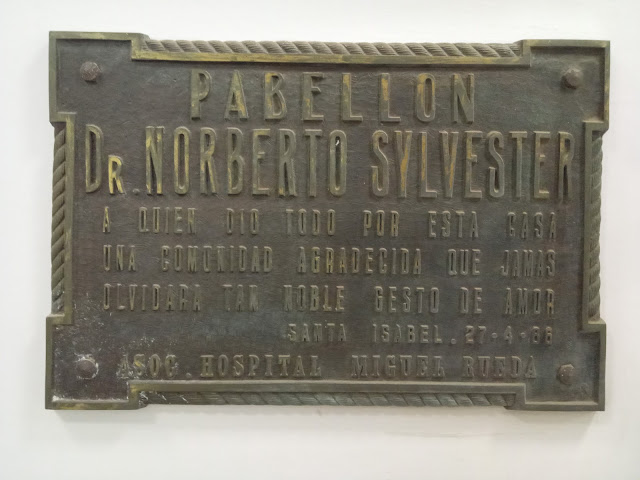 PABELLON
DR. NORBERTO SYLVESTER
A QUIEN DIO TODO POR ESTA CASA
UNA COMUNIDAD AGRADECIDA QUE JAMAS
OLVIDARA TAN NOBLE GESTO DE AMOR
SANTA ISABEL. 27-4-68
ASOC. HOSPITAL MIGUEL RUEDA